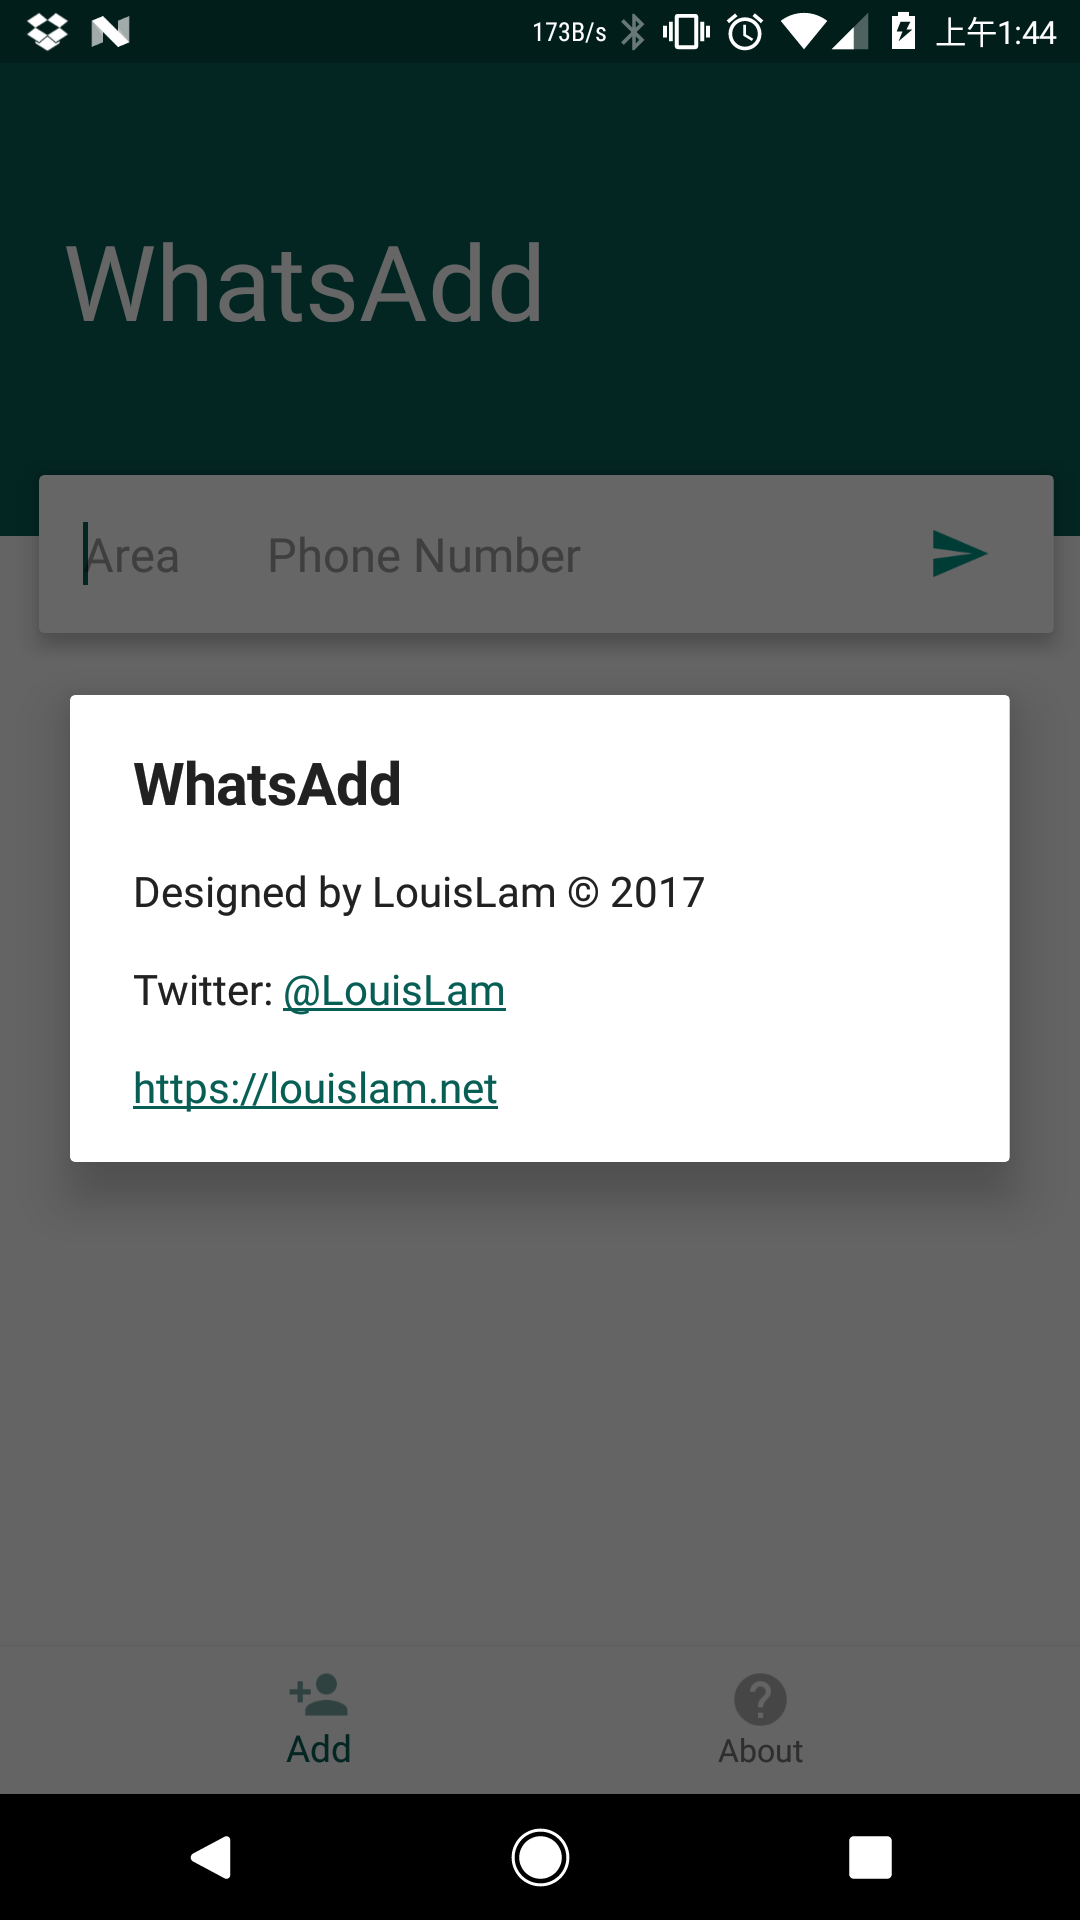 173B/s 上午1:44
WhatsAdd
Area Phone Number
WhatsAdd
Designed by LouisLam © 2017
Twitter: @LouisLam
https://louislam.net
Add About